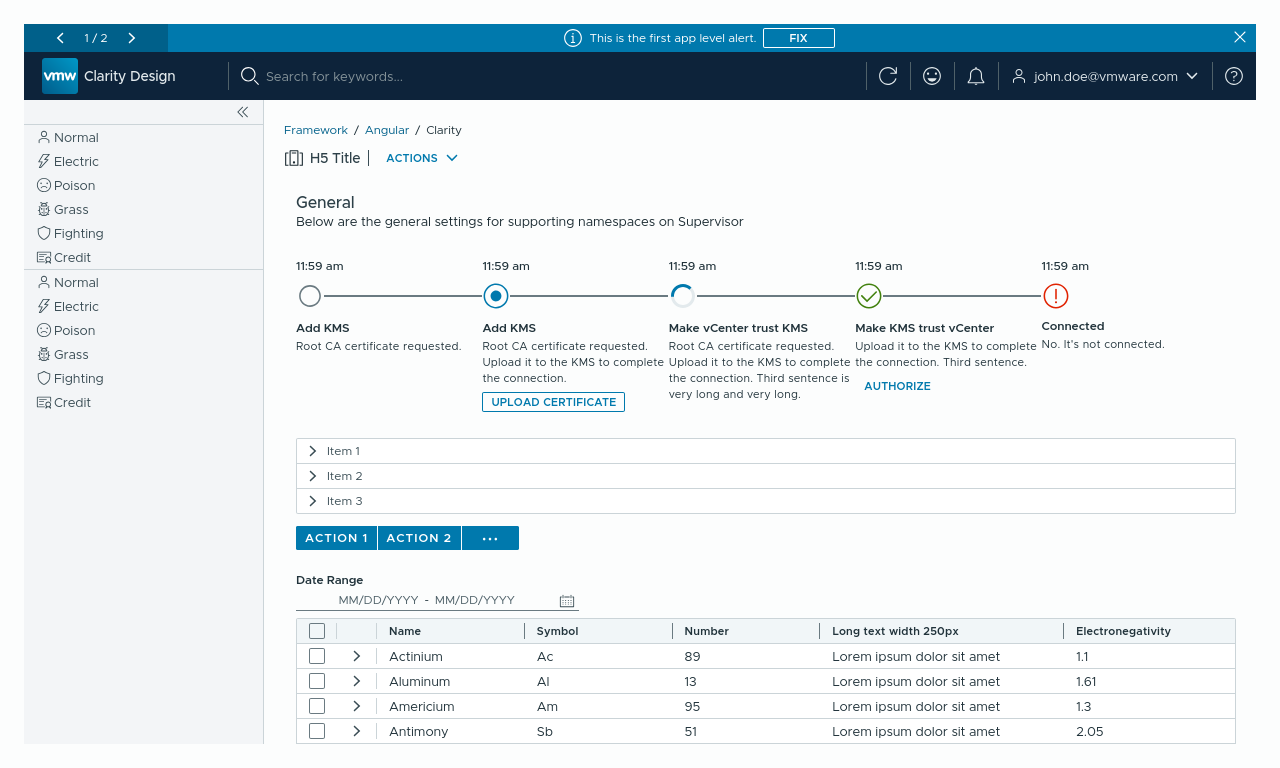 1 / 2
This is the first app level alert.
FIX
vmw
Clarity Design
Search for keywords...
john.doe@vmware.com
Normal
Electric
Poison
Grass
Fighting
Credit
Normal
Electric
Poison
Grass
Fighting
Credit
Framework / Angular / Clarity
H5 Title
ACTIONS
General
Below are the general settings for supporting namespaces on Supervisor
11:59 am
Add KMS
Root CA certificate requested.
11:59 am
Add KMS
Root CA certificate requested.
Upload it to the KMS to complete
the connection.
UPLOAD CERTIFICATE
11:59 am
Make vCenter trust KMS
Root CA certificate requested.
Upload it to the KMS to complete
the connection. Third sentence is
very long and very long.
11:59 am
Make KMS trust vCenter
Upload it to the KMS to complete
the connection. Third sentence.
AUTHORIZE
11:59 am
Connected
No. It's not connected.
Item 1
Item 2
Item 3
ACTION 1
ACTION 2
...
Date Range
MM/DD/YYYY - MM/DD/YYYY
Name Symbol Number Long text width 250px Electronegativity
Actinium Ac 89 Lorem ipsum dolor sit amet 1.1
Aluminum Al 13 Lorem ipsum dolor sit amet 1.61
Americium Am 95 Lorem ipsum dolor sit amet 1.3
Antimony Sb 51 Lorem ipsum dolor sit amet 2.05